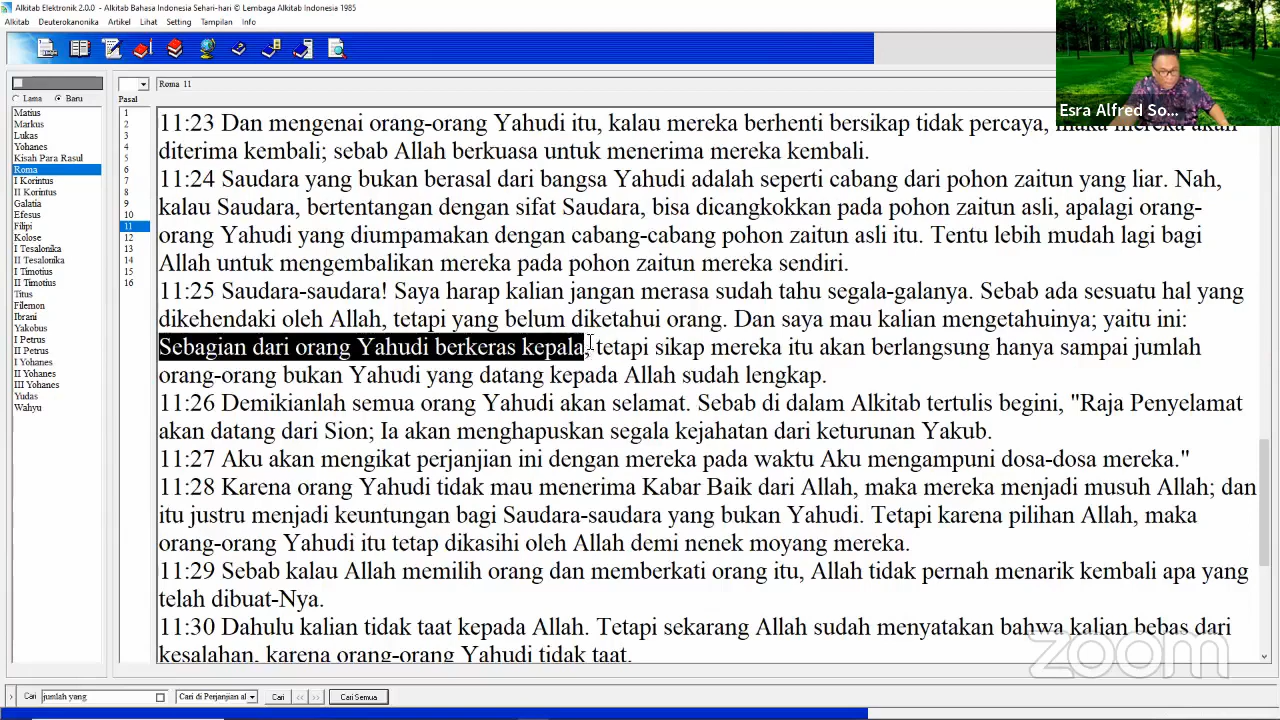 Alkitab Elektronik 2.0.0 - Alkitab Bahasa Indonesia Sehari-hari © Lembaga Alkitab Indonesia 1985
Alkitab Deuterokanonika Artikel Lihat Setting Tampilan Info
Esra Alfred So...
Lama Baru
Matius
Markus
Lukas
Yohanes
Kisah Para Rasul
Roma
I Korintus
II Korintus
Galatia
Efesus
Filipi
Kolose
I Tesalonika
II Tesalonika
I Timotius
II Timotius
Titus
Filemon
Ibrani
Yakobus
I Petrus
II Petrus
I Yohanes
II Yohanes
III Yohanes
Yudas
Wahyu
Pasal
1
2
3
4
5
6
7
8
9
10
11
12
13
14
15
16
Roma 11
11:23 Dan mengenai orang-orang Yahudi itu, kalau mereka berhenti bersikap tidak percaya, maka mereka akan
diterima kembali; sebab Allah berkuasa untuk menerima mereka kembali.
11:24 Saudara yang bukan berasal dari bangsa Yahudi adalah seperti cabang dari pohon zaitun yang liar. Nah,
kalau Saudara, bertentangan dengan sifat Saudara, bisa dicangkokkan pada pohon zaitun asli, apalagi orang-
orang Yahudi yang diumpamakan dengan cabang-cabang pohon zaitun asli itu. Tentu lebih mudah lagi bagi
Allah untuk mengembalikan mereka pada pohon zaitun mereka sendiri.
11:25 Saudara-saudara! Saya harap kalian jangan merasa sudah tahu segala-galanya. Sebab ada sesuatu hal yang
dikehendaki oleh Allah, tetapi yang belum diketahui orang. Dan saya mau kalian mengetahuinya; yaitu ini:
Sebagian dari orang Yahudi berkeras kepala, tetapi sikap mereka itu akan berlangsung hanya sampai jumlah
orang-orang bukan Yahudi yang datang kepada Allah sudah lengkap.
11:26 Demikianlah semua orang Yahudi akan selamat. Sebab di dalam Alkitab tertulis begini, "Raja Penyelamat
akan datang dari Sion; Ia akan menghapuskan segala kejahatan dari keturunan Yakub.
11:27 Aku akan mengikat perjanjian ini dengan mereka pada waktu Aku mengampuni dosa-dosa mereka."
11:28 Karena orang Yahudi tidak mau menerima Kabar Baik dari Allah, maka mereka menjadi musuh Allah; dan
itu justru menjadi keuntungan bagi Saudara-saudara yang bukan Yahudi. Tetapi karena pilihan Allah, maka
orang-orang Yahudi itu tetap dikasihi oleh Allah demi nenek moyang mereka.
11:29 Sebab kalau Allah memilih orang dan memberkati orang itu, Allah tidak pernah menarik kembali apa yang
telah dibuat-Nya.
11:30 Dahulu kalian tidak taat kepada Allah. Tetapi sekarang Allah sudah menyatakan bahwa kalian bebas dari
kesalahan, karena orang-orang Yahudi tidak taat.
zoom
Cari jumlah yang Cari di Perjanjian al Cari << >> Cari Semua